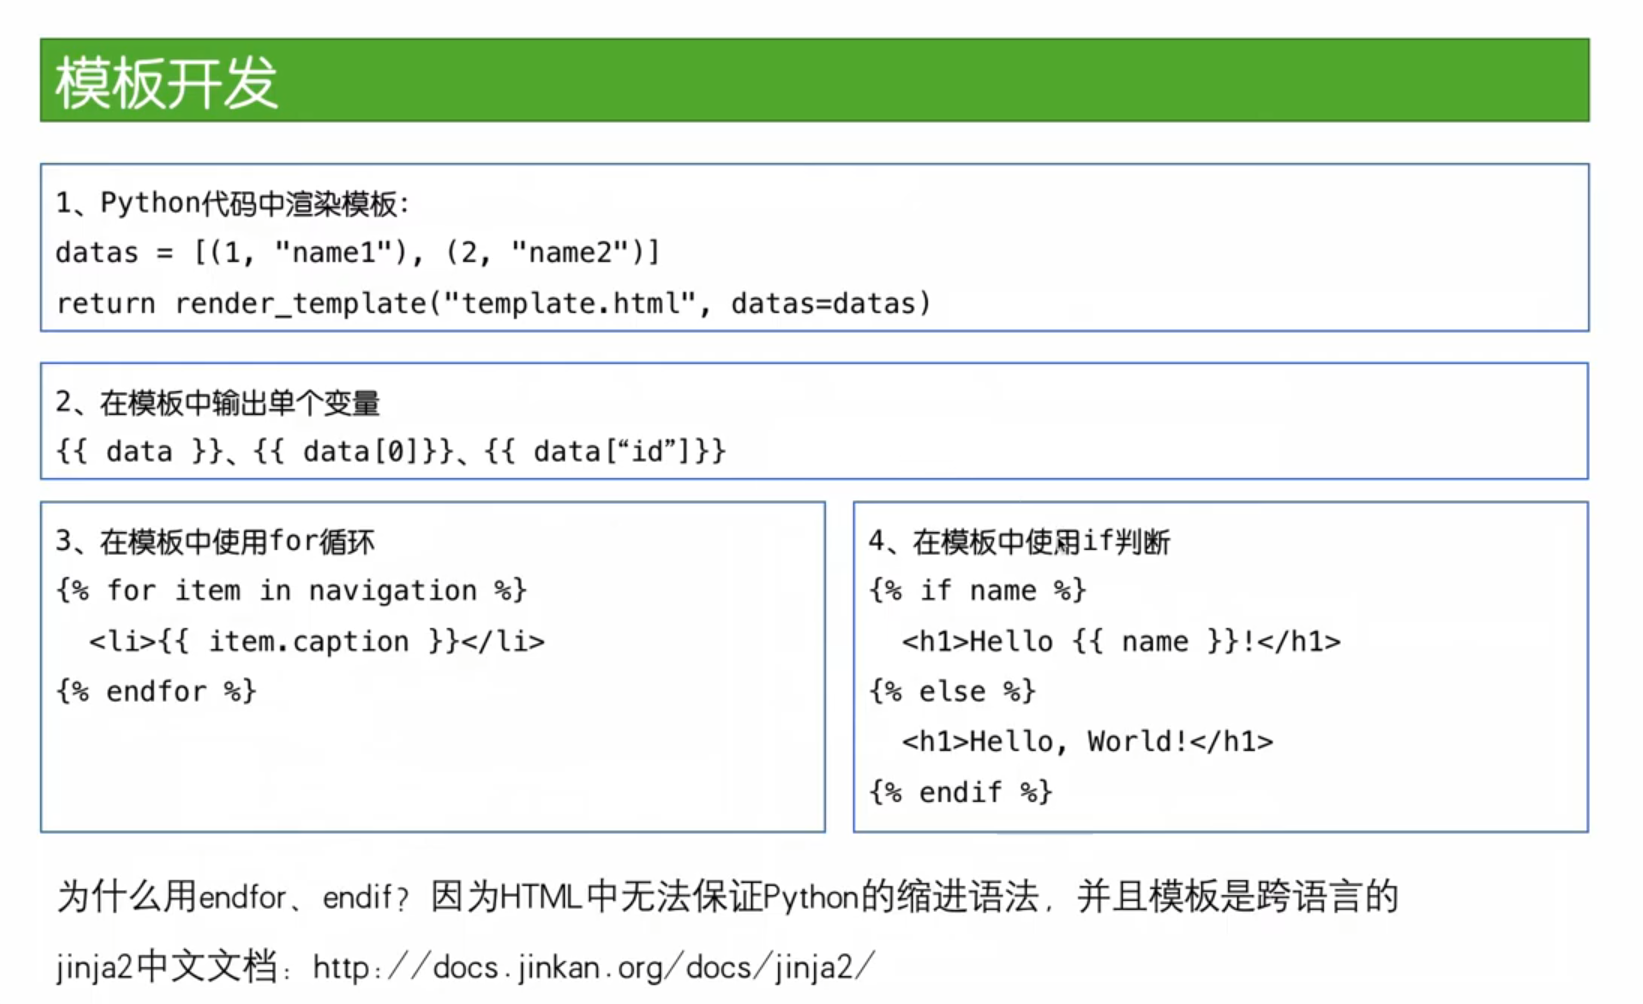 模板开发
1、Python代码中渲染模板:
datas = [(1, "name1"), (2, "name2")]
return render_template("template.html", datas=datas)
2、在模板中输出单个变量
{{ data }}、{{ data[0]}}、{{ data[“id”]}}
3、在模板中使用for循环
{% for item in navigation %}
  <li>{{ item.caption }}</li>
{% endfor %}
4、在模板中使用if判断
{% if name %}
  <h1>Hello {{ name }}!</h1>
{% else %}
  <h1>Hello, World!</h1>
{% endif %}
为什么用endfor、endif？因为HTML中无法保证Python的缩进语法，并且模板是跨语言的
jinja2中文文档：http://docs.jinkan.org/docs/jinja2/